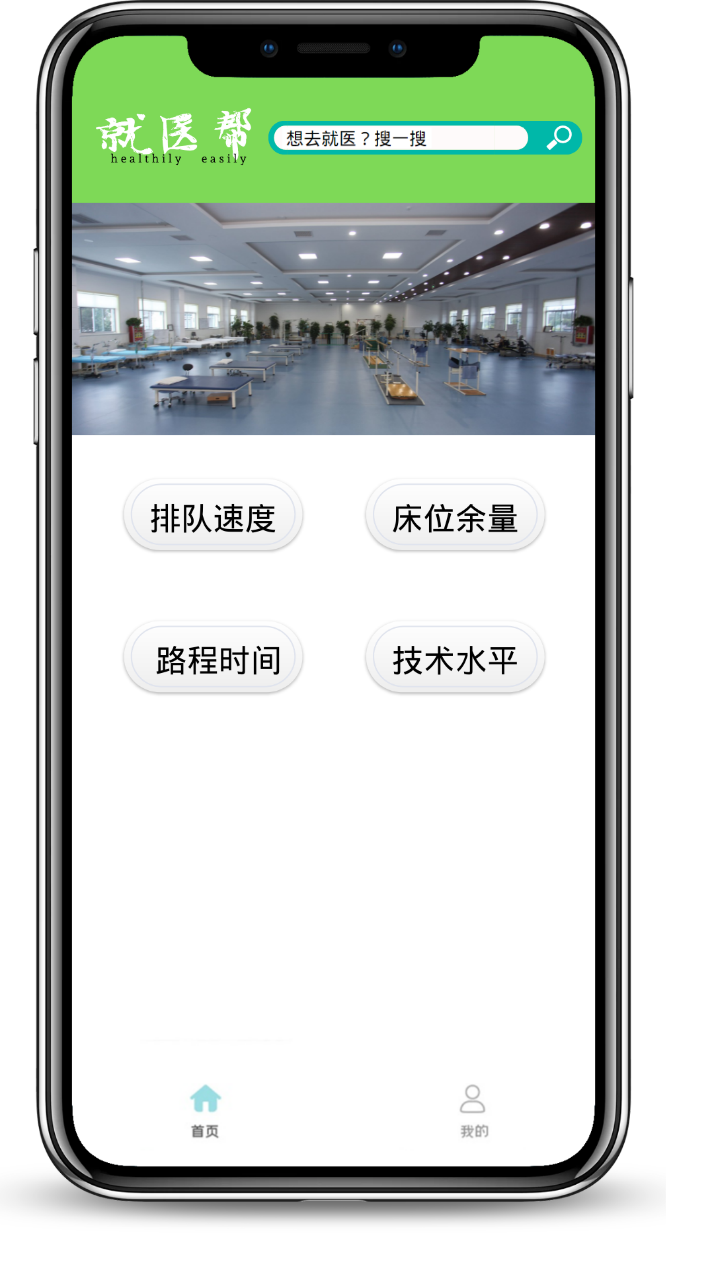 就医帮
healthily easily
想去就医？搜一搜
排队速度
床位余量
路程时间
技术水平
首页
我的